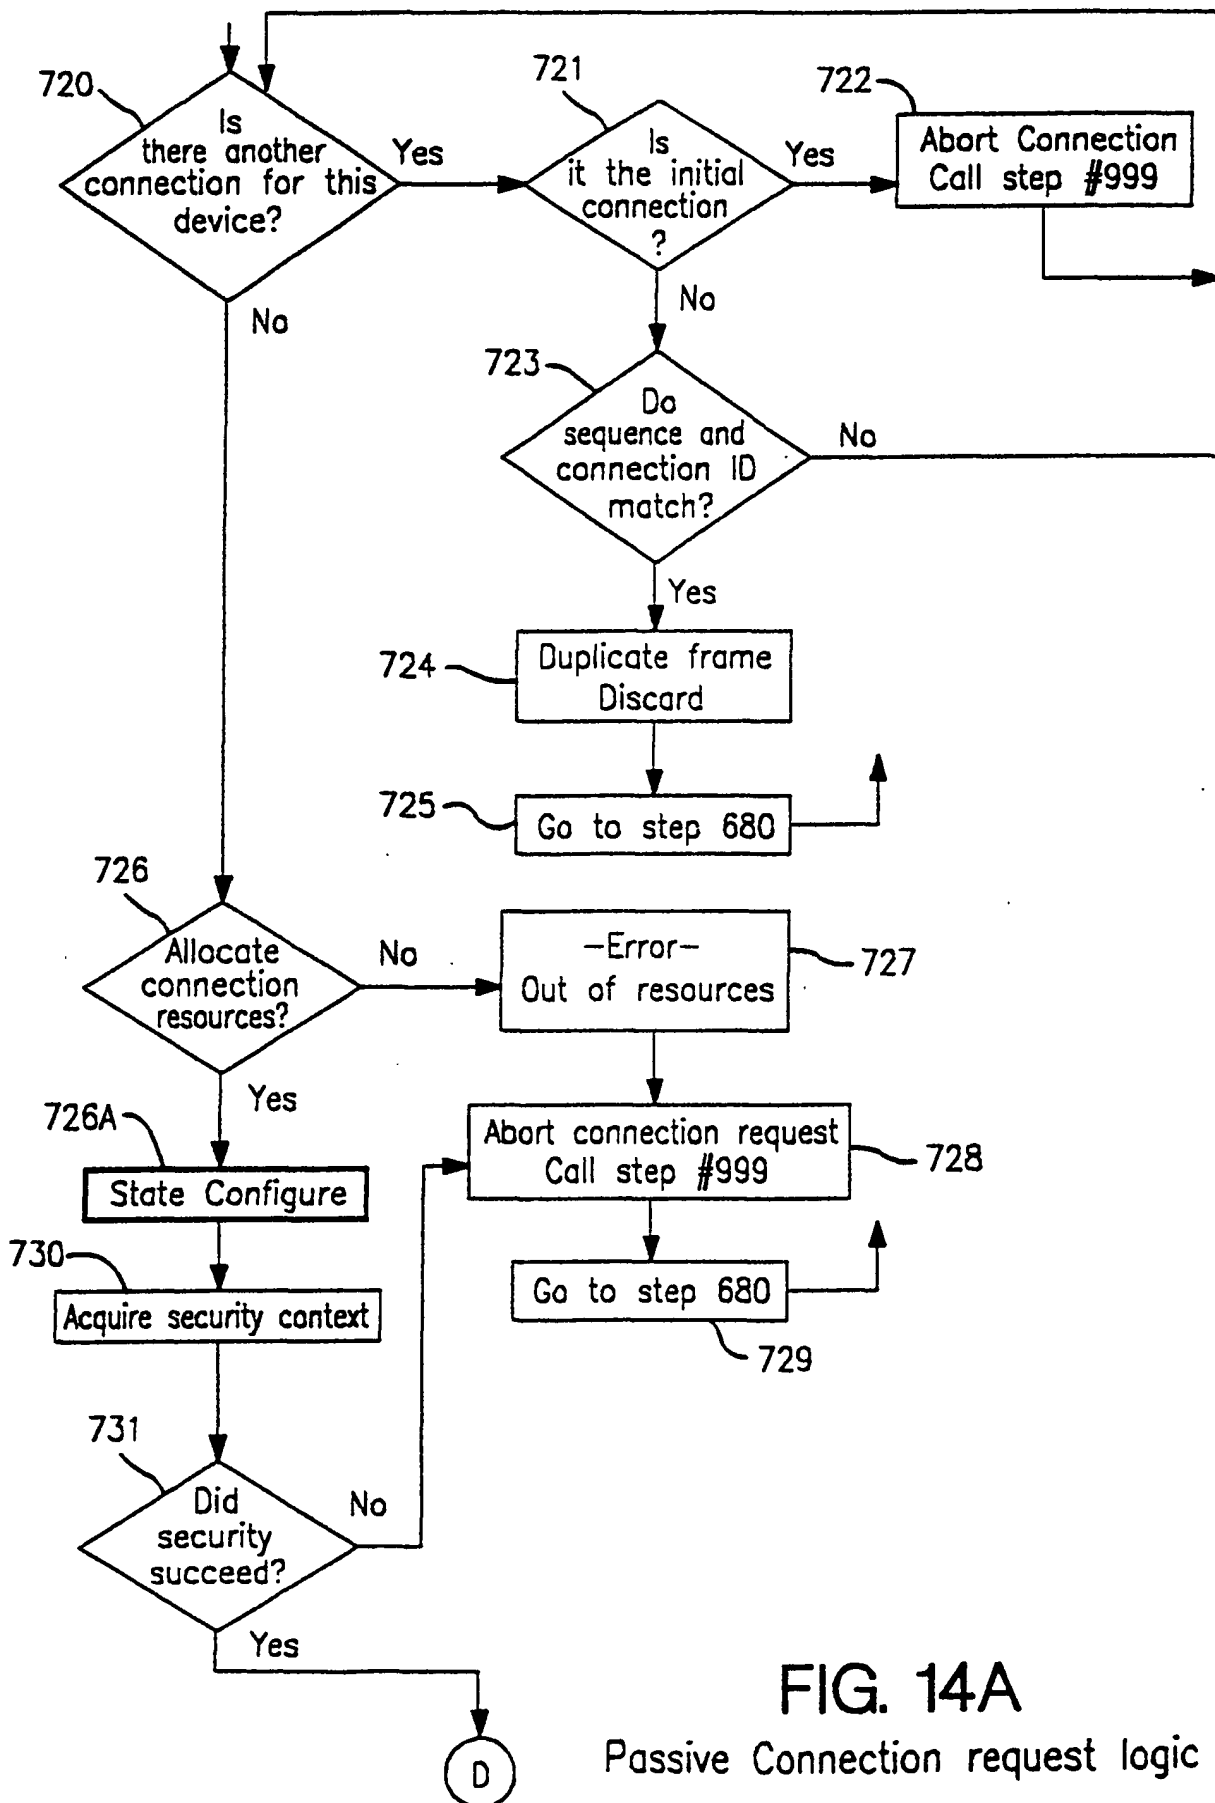 720
Is
there another
connection for this
device?
Yes
No
721
Is
it the initial
connection
?
Yes
No
722
Abort Connection
Call step #999
723
Do
sequence and
connection ID
match?
No
Yes
724
Duplicate frame
Discard
725
Go to step 680
726
Allocate
connection
resources?
No
Yes
727
-Error-
Out of resources
726A
State Configure
728
Abort connection request
Call step #999
730
Acquire security context
729
Go to step 680
731
Did
security
succeed?
No
Yes
D
FIG. 14A
Passive Connection request logic